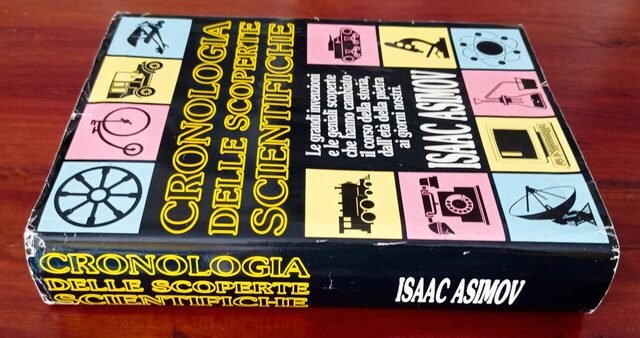 CRONOLOGIA
DELLE SCOPERTE
SCIENTIFICHE
Le grandi invenzioni
e le geniali scoperte
che hanno cambiato
il corso della storia,
dall'età della pietra
ai giorni nostri.
ISAAC ASIMOV
CRONOLOGIA
DELLE SCOPERTE
SCIENTIFICHE
ISAAC ASIMOV